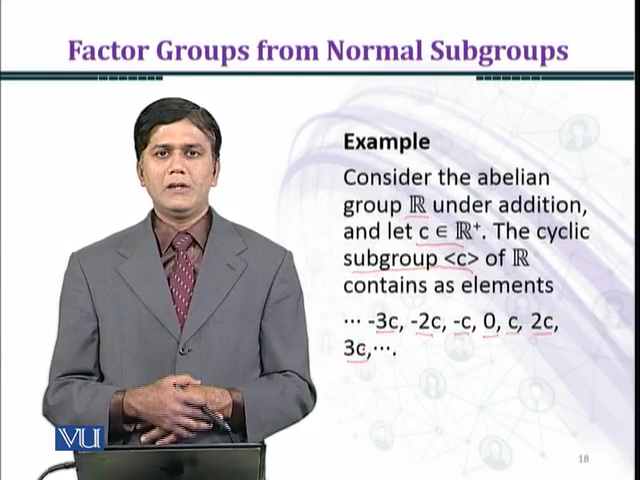 Factor Groups from Normal Subgroups
Example
Consider the abelian
group ℝ under addition,
and let c ∈ ℝ⁺. The cyclic
subgroup <c> of ℝ
contains as elements
⋯ -3c, -2c, -c, 0, c, 2c,
3c,⋯.
VU
18